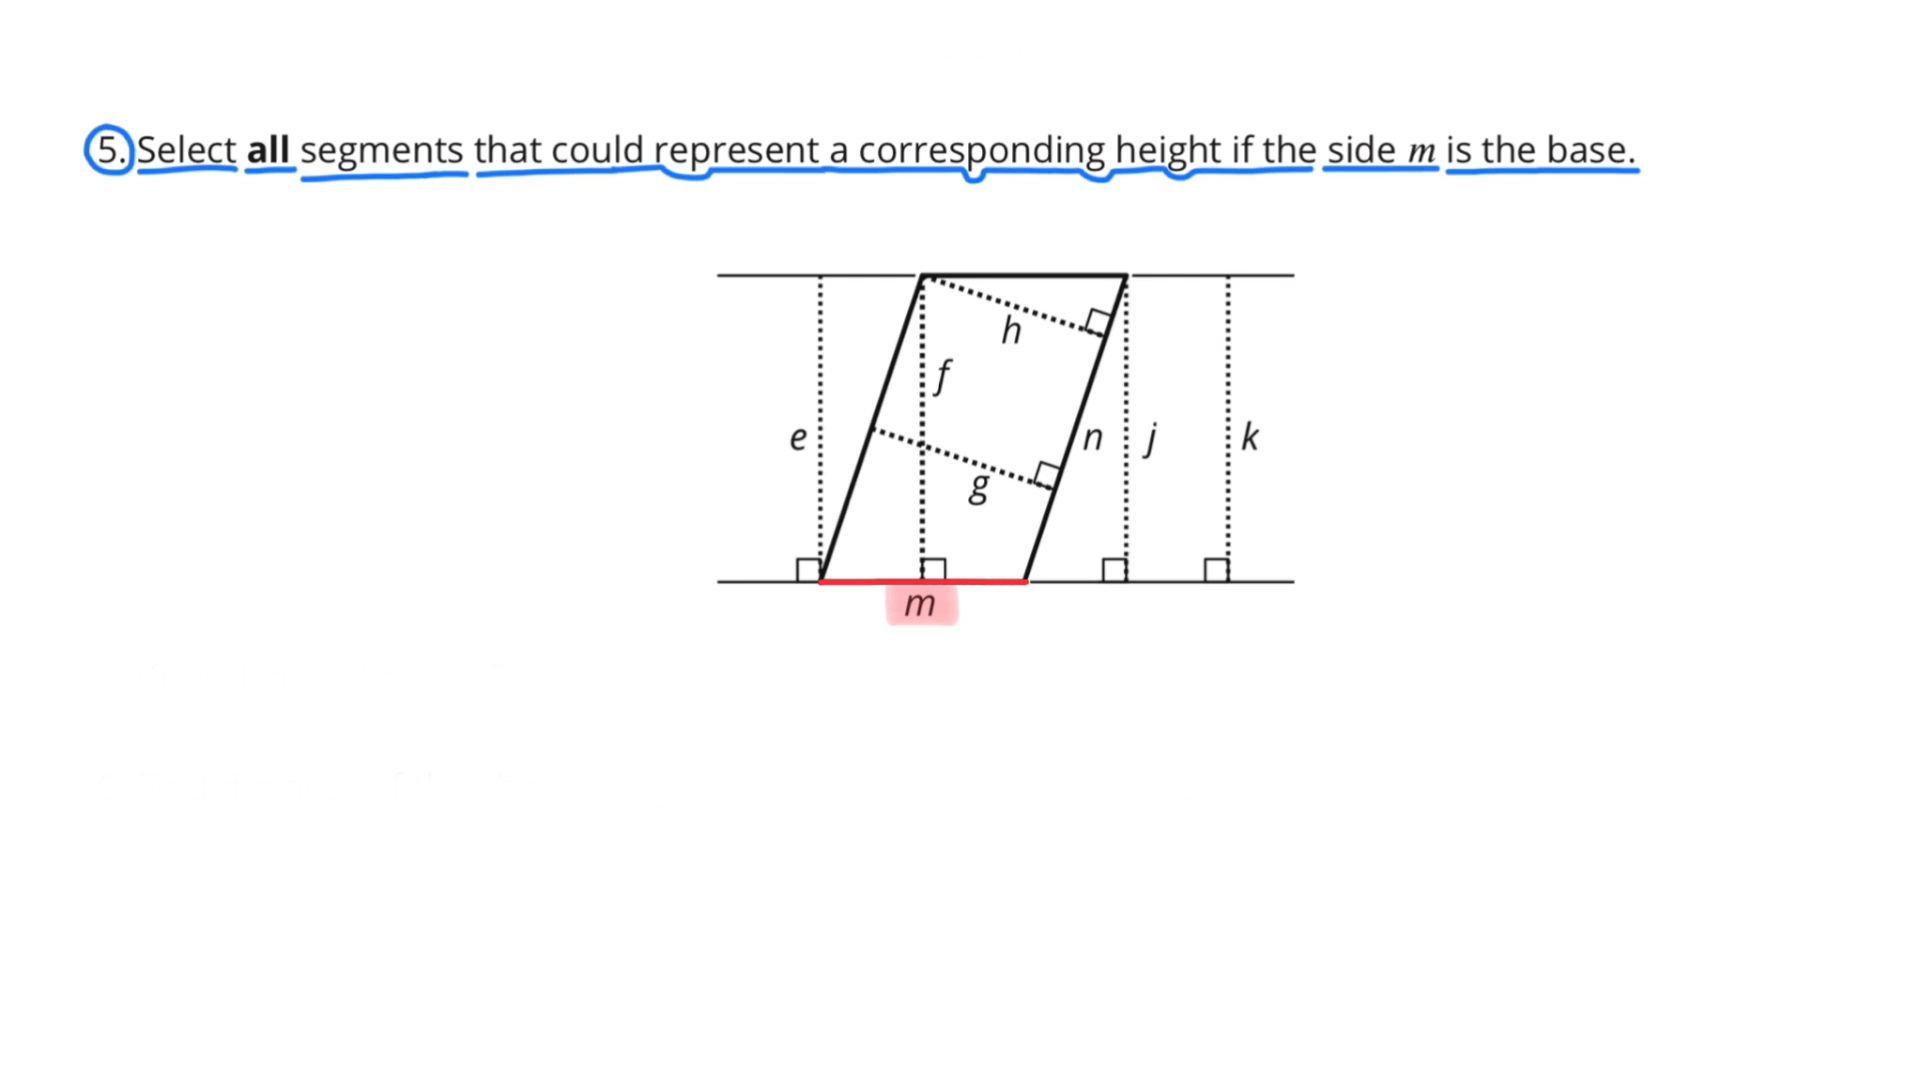 5. Select all segments that could represent a corresponding height if the side m is the base.
h
f
e
n
j
k
g
m